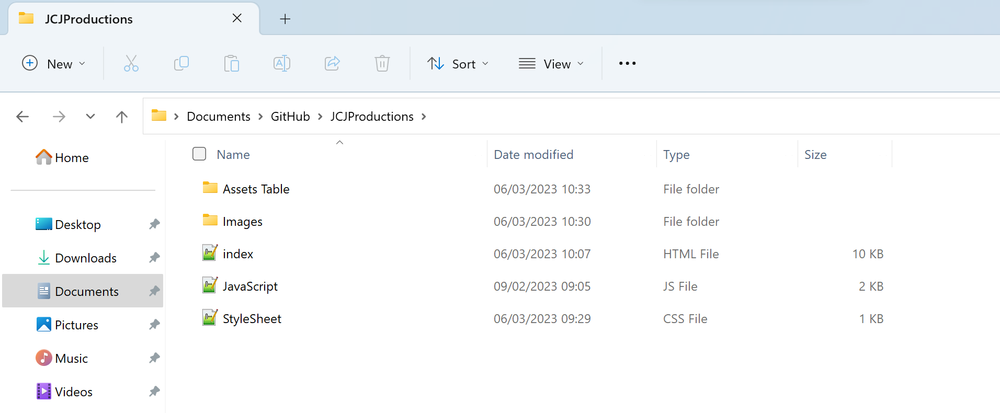 JCJProductions
New
Sort
View
Documents GitHub JCJProductions
Name Date modified Type Size
Home
Desktop
Downloads
Documents
Pictures
Music
Videos
Assets Table 06/03/2023 10:33 File folder
Images 06/03/2023 10:30 File folder
index 06/03/2023 10:07 HTML File 10 KB
JavaScript 09/02/2023 09:05 JS File 2 KB
StyleSheet 06/03/2023 09:29 CSS File 1 KB